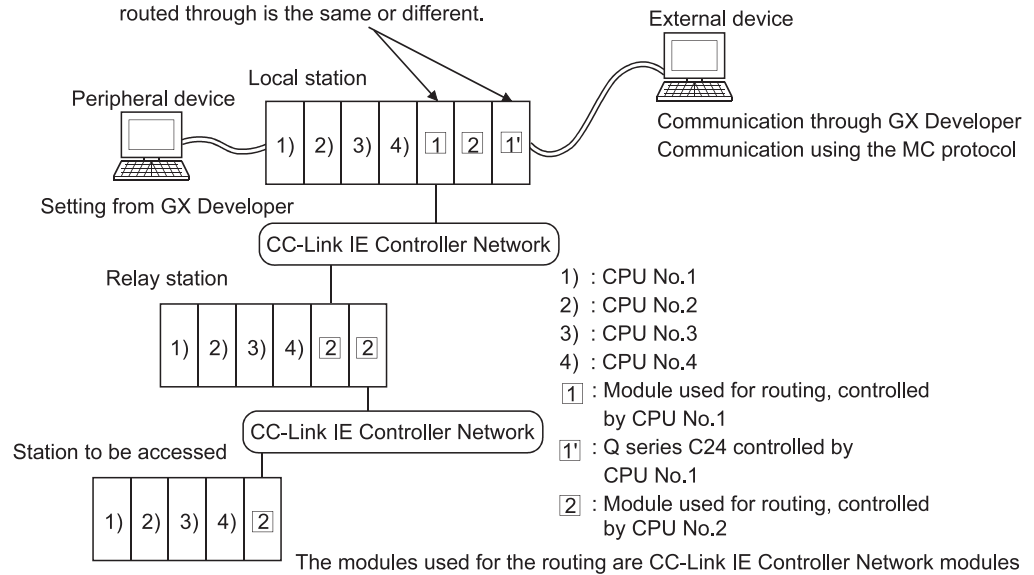 routed through is the same or different.
External device
Local station
Peripheral device
1) 2) 3) 4) 1 2 1'
Communication through GX Developer
Communication using the MC protocol
Setting from GX Developer
CC-Link IE Controller Network
Relay station
1) 2) 3) 4) 2 2
1) : CPU No.1
2) : CPU No.2
3) : CPU No.3
4) : CPU No.4
1 : Module used for routing, controlled
by CPU No.1
1' : Q series C24 controlled by
CPU No.1
2 : Module used for routing, controlled
by CPU No.2
CC-Link IE Controller Network
Station to be accessed
1) 2) 3) 4) 2
The modules used for the routing are CC-Link IE Controller Network modules